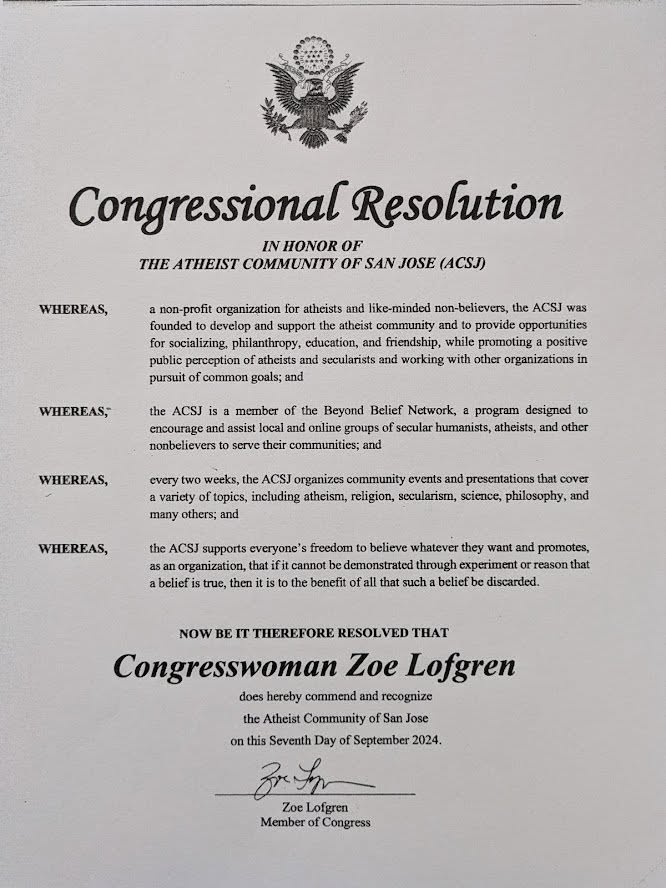 Congressional Resolution
IN HONOR OF
THE ATHEIST COMMUNITY OF SAN JOSE (ACSJ)
WHEREAS, a non-profit organization for atheists and like-minded non-believers, the ACSJ was
founded to develop and support the atheist community and to provide opportunities
for socializing, philanthropy, education, and friendship, while promoting a positive
public perception of atheists and secularists and working with other organizations in
pursuit of common goals; and
WHEREAS, the ACSJ is a member of the Beyond Belief Network, a program designed to
encourage and assist local and online groups of secular humanists, atheists, and other
nonbelievers to serve their communities; and
WHEREAS, every two weeks, the ACSJ organizes community events and presentations that cover
a variety of topics, including atheism, religion, secularism, science, philosophy, and
many others; and
WHEREAS, the ACSJ supports everyone's freedom to believe whatever they want and promotes,
as an organization, that if it cannot be demonstrated through experiment or reason that
a belief is true, then it is to the benefit of all that such a belief be discarded.
NOW BE IT THEREFORE RESOLVED THAT
Congresswoman Zoe Lofgren
does hereby commend and recognize
the Atheist Community of San Jose
on this Seventh Day of September 2024.
Zoe Lofgren
Member of Congress